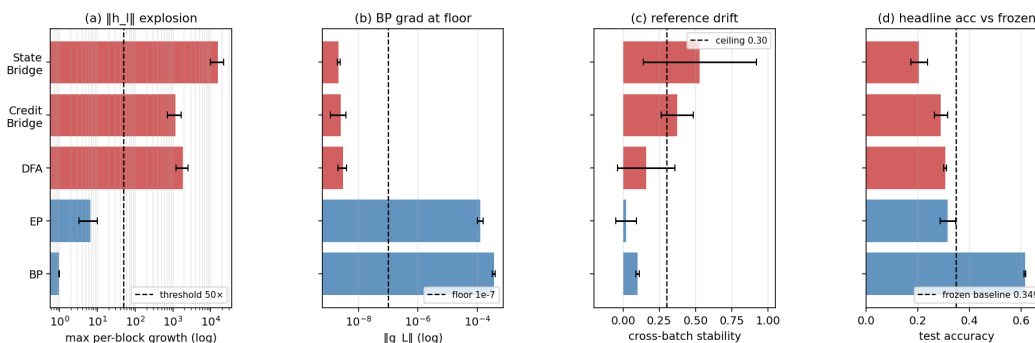 (a) ‖h_l‖ explosion
State
Bridge
Credit
Bridge
DFA
EP
BP
threshold 50×
10⁰ 10¹ 10² 10³ 10⁴
max per-block growth (log)
(b) BP grad at floor
floor 1e-7
10⁻⁸ 10⁻⁶ 10⁻⁴
‖g_L‖ (log)
(c) reference drift
ceiling 0.30
0.00 0.25 0.50 0.75 1.00
cross-batch stability
(d) headline acc vs frozen
frozen baseline 0.349
0.0 0.2 0.4 0.6
test accuracy